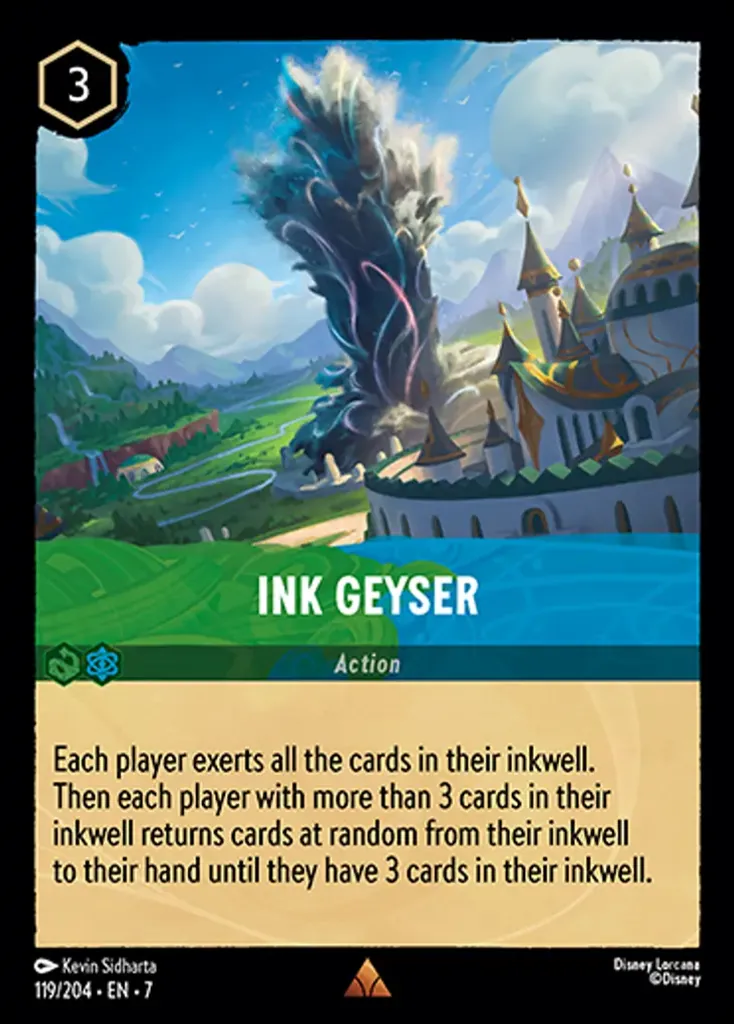 3
INK GEYSER
Action
Each player exerts all the cards in their inkwell.
Then each player with more than 3 cards in their
inkwell returns cards at random from their inkwell
to their hand until they have 3 cards in their inkwell.
Kevin Sidharta
119/204 • EN • 7
Disney Lorcana
©Disney